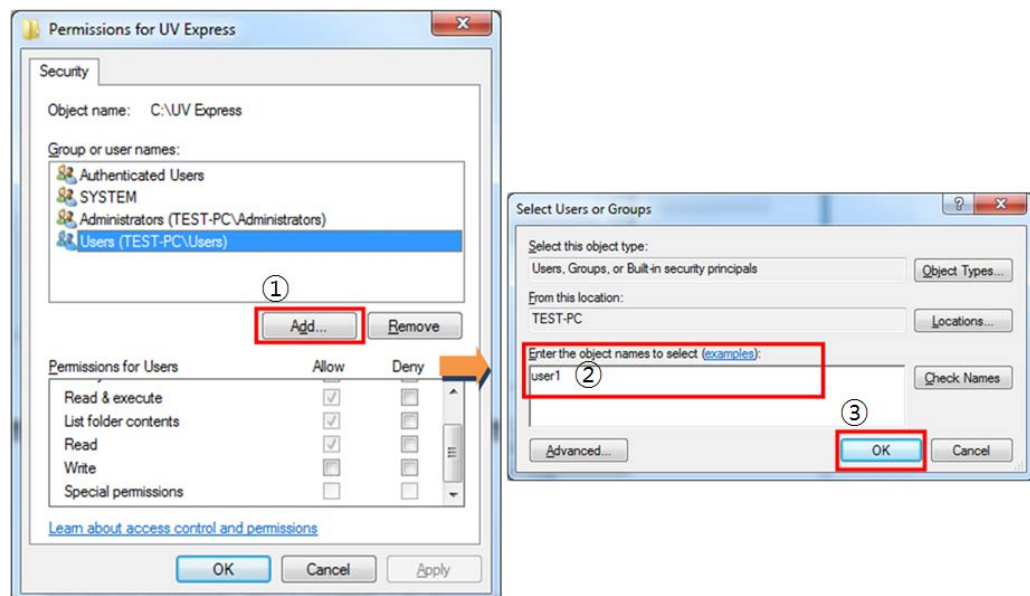 Permissions for UV Express
Security
Object name: C:\UV Express
Group or user names:
Authenticated Users
SYSTEM
Administrators (TEST-PC\Administrators)
Users (TEST-PC\Users)
①
Add...
Remove
Permissions for Users Allow Deny
Read & execute
List folder contents
Read
Write
Special permissions
Learn about access control and permissions
OK Cancel Apply
Select Users or Groups
Select this object type:
Users, Groups, or Built-in security principals
Object Types...
From this location:
TEST-PC
Locations...
Enter the object names to select (examples):
user1 ②
Check Names
③
Advanced...
OK
Cancel